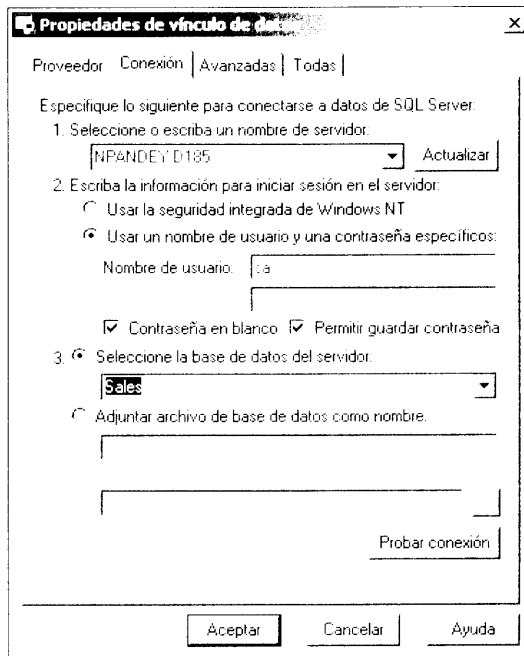 Propiedades de vínculo de
Proveedor Conexión Avanzadas Todas
Especifique lo siguiente para conectarse a datos de SQL Server:
1. Seleccione o escriba un nombre de servidor:
NPANDEY D185 Actualizar
2. Escriba la información para iniciar sesión en el servidor:
Usar la seguridad integrada de Windows NT
Usar un nombre de usuario y una contraseña específicos:
Nombre de usuario: sa
Contraseña en blanco Permitir guardar contraseña
3. Seleccione la base de datos del servidor:
Sales
Adjuntar archivo de base de datos como nombre:
Probar conexión
Aceptar Cancelar Ayuda